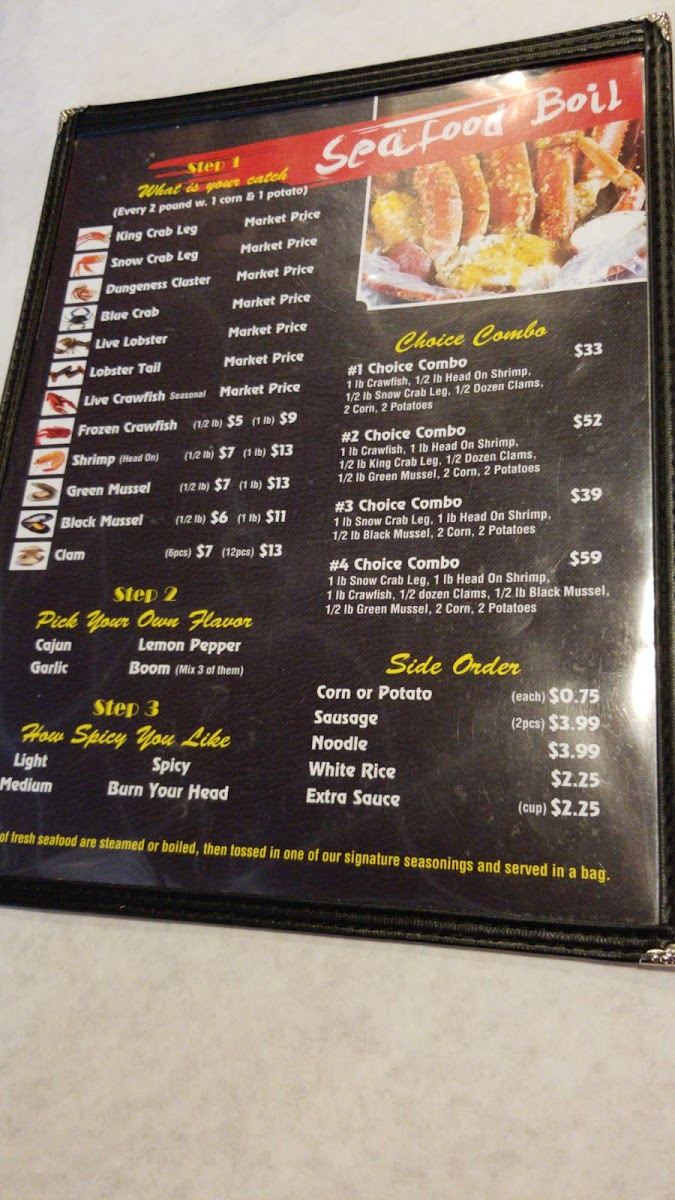 Seafood Boil
Step 1
What is your catch
(Every 2 pound w. 1 corn & 1 potato)
King Crab Leg Market Price
Snow Crab Leg Market Price
Dungeness Cluster Market Price
Blue Crab Market Price
Live Lobster Market Price
Lobster Tail Market Price
Live Crawfish Seasonal Market Price
Frozen Crawfish (1/2 lb) $5 (1 lb) $9
Shrimp (Head On) (1/2 lb) $7 (1 lb) $13
Green Mussel (1/2 lb) $7 (1 lb) $13
Black Mussel (1/2 lb) $6 (1 lb) $11
Clam (6pcs) $7 (12pcs) $13
Step 2
Pick Your Own Flavor
Cajun Lemon Pepper
Garlic Boom (Mix 3 of them)
Step 3
How Spicy You Like
Light Spicy
Medium Burn Your Head
Choice Combo
#1 Choice Combo $33
1 lb Crawfish, 1/2 lb Head On Shrimp,
1/2 lb Snow Crab Leg, 1/2 Dozen Clams,
2 Corn, 2 Potatoes
#2 Choice Combo $52
1 lb Crawfish, 1 lb Head On Shrimp,
1/2 lb King Crab Leg, 1/2 Dozen Clams,
1/2 lb Green Mussel, 2 Corn, 2 Potatoes
#3 Choice Combo $39
1 lb Snow Crab Leg, 1 lb Head On Shrimp,
1/2 lb Black Mussel, 2 Corn, 2 Potatoes
#4 Choice Combo $59
1 lb Snow Crab Leg, 1 lb Head On Shrimp,
1 lb Crawfish, 1/2 dozen Clams, 1/2 lb Black Mussel,
1/2 lb Green Mussel, 2 Corn, 2 Potatoes
Side Order
Corn or Potato (each) $0.75
Sausage (2pcs) $3.99
Noodle $3.99
White Rice $2.25
Extra Sauce (cup) $2.25
of fresh seafood are steamed or boiled, then tossed in one of our signature seasonings and served in a bag.